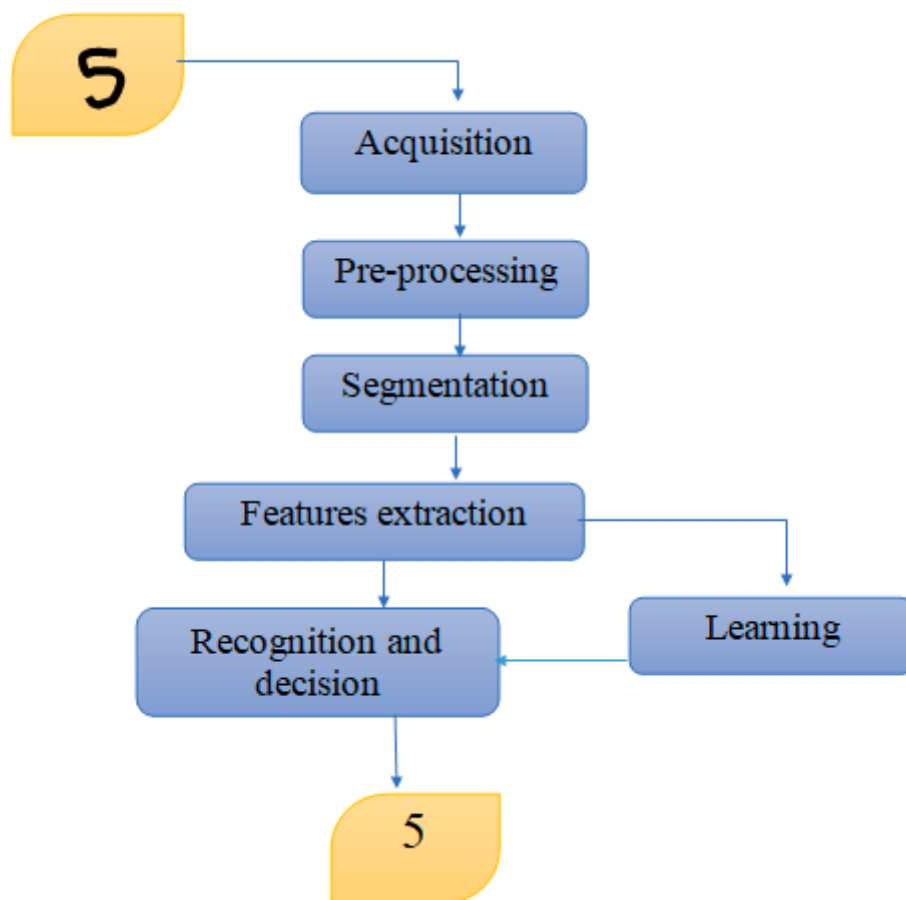 5
Acquisition
Pre-processing
Segmentation
Features extraction
Learning
Recognition and
decision
5